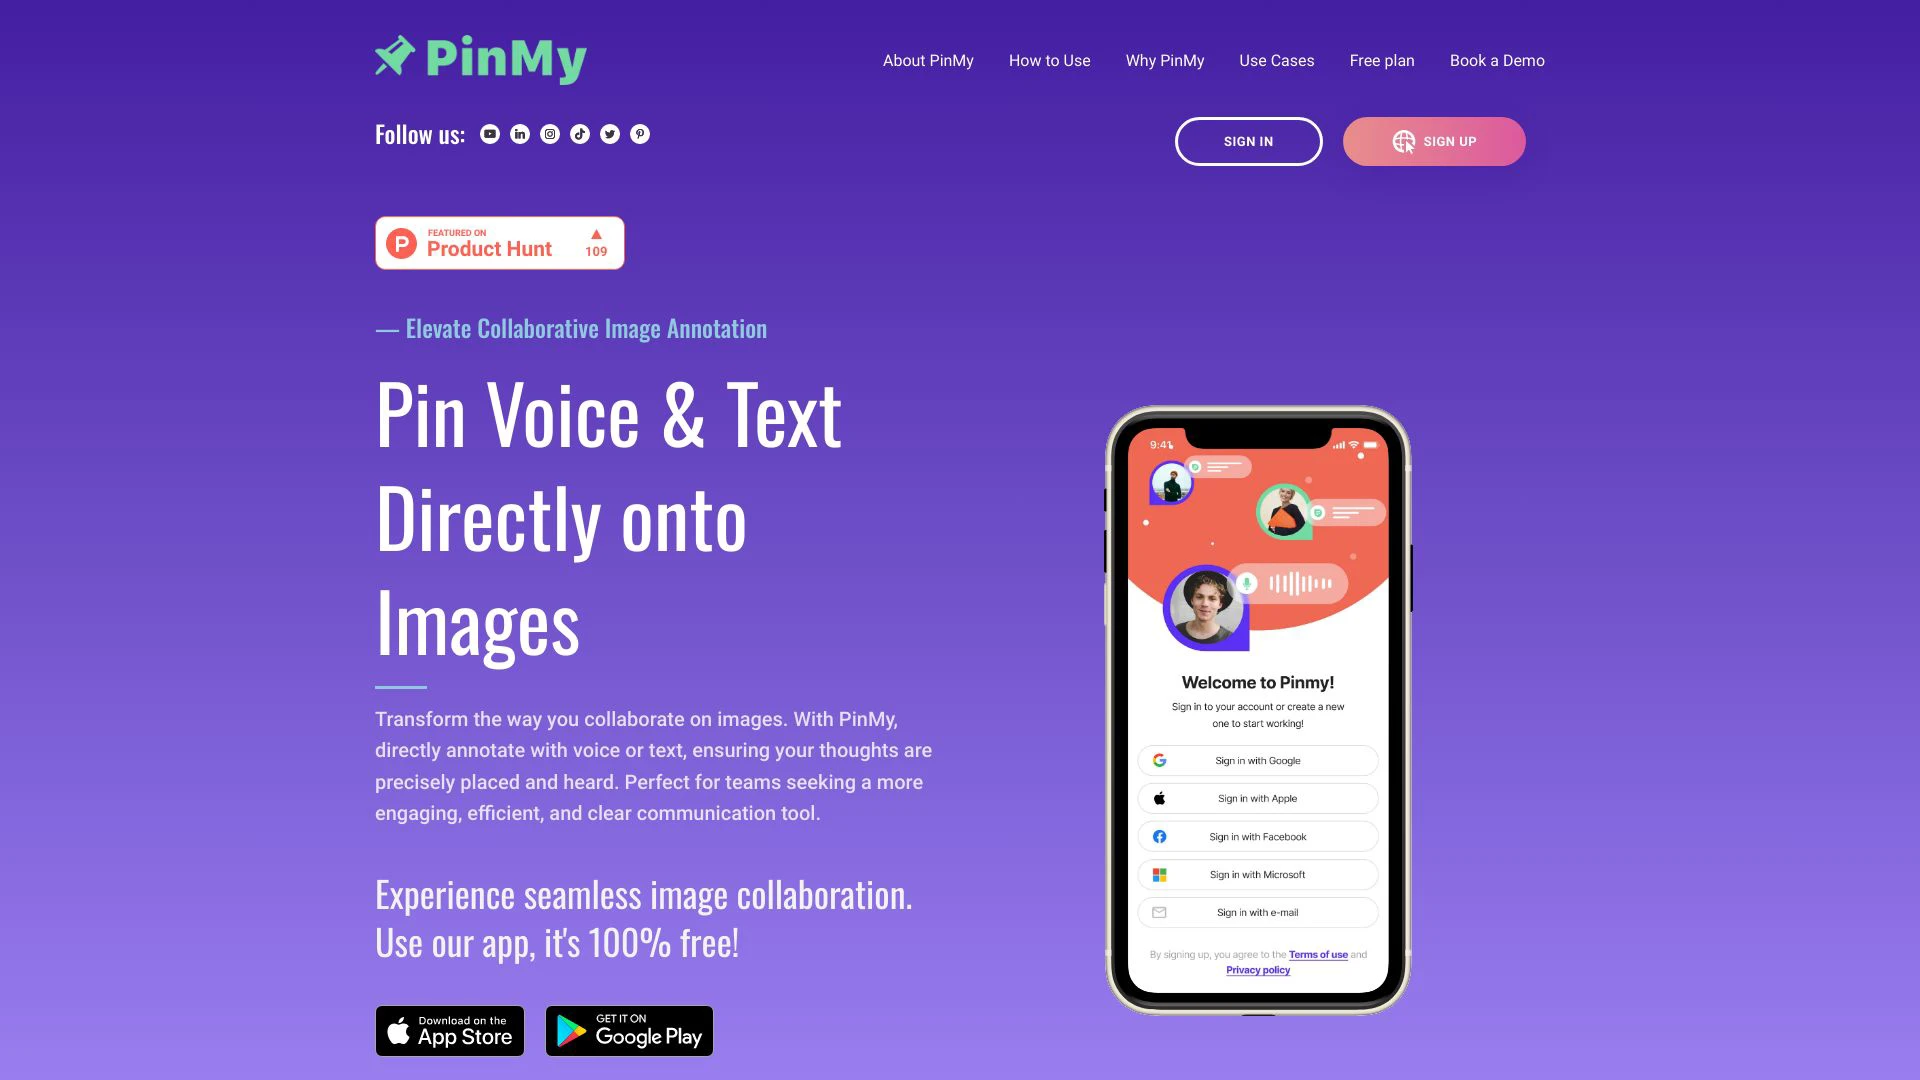 PinMy
About PinMy
How to Use
Why PinMy
Use Cases
Free plan
Book a Demo
Follow us:
SIGN IN
SIGN UP
FEATURED ON
Product Hunt
109
— Elevate Collaborative Image Annotation
Pin Voice & Text
Directly onto
Images
Transform the way you collaborate on images. With PinMy,
directly annotate with voice or text, ensuring your thoughts are
precisely placed and heard. Perfect for teams seeking a more
engaging, efficient, and clear communication tool.
Experience seamless image collaboration.
Use our app, it's 100% free!
Download on the
App Store
GET IT ON
Google Play
9:41
Welcome to Pinmy!
Sign in to your account or create a new
one to start working!
Sign in with Google
Sign in with Apple
Sign in with Facebook
Sign in with Microsoft
Sign in with e-mail
By signing up, you agree to the Terms of use and
Privacy policy